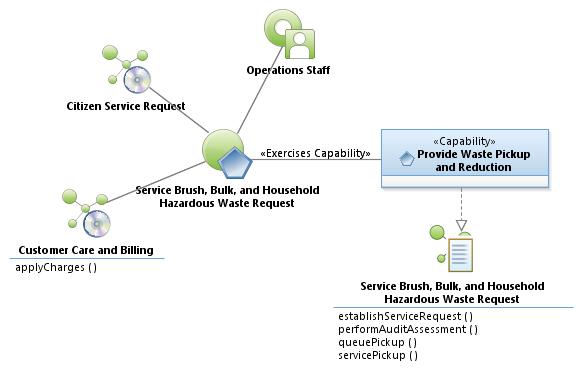 Operations Staff
Citizen Service Request
«Exercises Capability»
«Capability»
Provide Waste Pickup
and Reduction
Service Brush, Bulk, and Household
Hazardous Waste Request
Customer Care and Billing
applyCharges ( )
Service Brush, Bulk, and Household
Hazardous Waste Request
establishServiceRequest ( )
performAuditAssessment ( )
queuePickup ( )
servicePickup ( )